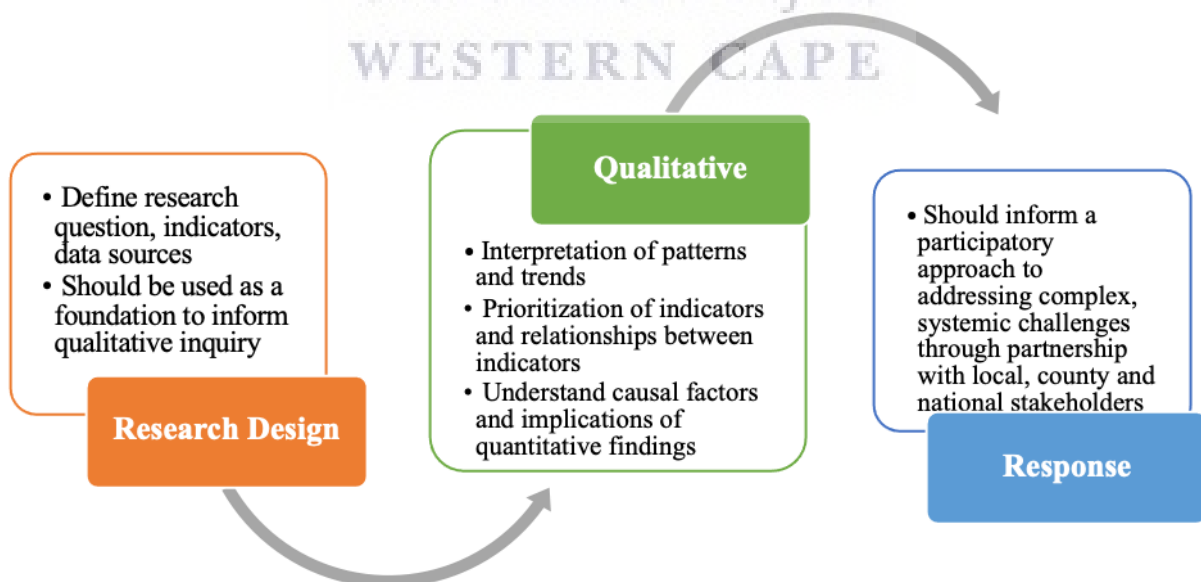 WESTERN CAPE
• Define research
question, indicators,
data sources
• Should be used as a
foundation to inform
qualitative inquiry
Research Design
Qualitative
• Interpretation of patterns
and trends
• Prioritization of indicators
and relationships between
indicators
• Understand causal factors
and implications of
quantitative findings
• Should inform a
participatory
approach to
addressing complex,
systemic challenges
through partnership
with local, county and
national stakeholders
Response